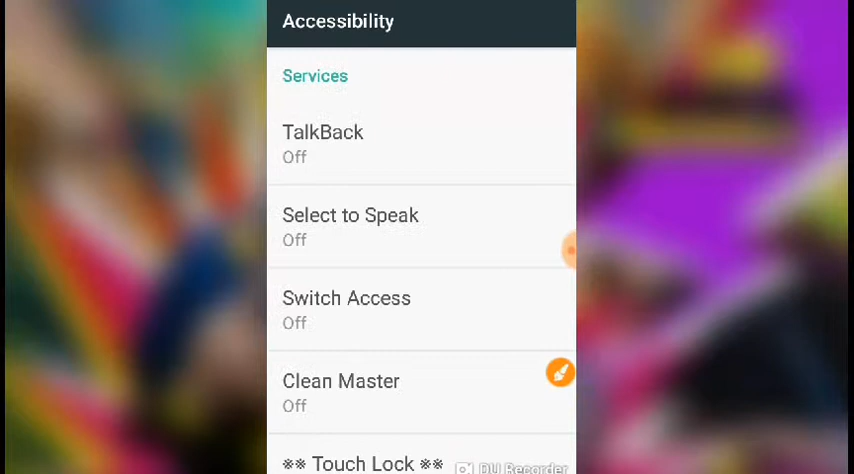 Accessibility
Services
TalkBack
Off
Select to Speak
Off
Switch Access
Off
Clean Master
Off
※※ Touch Lock ※※
DU Recorder